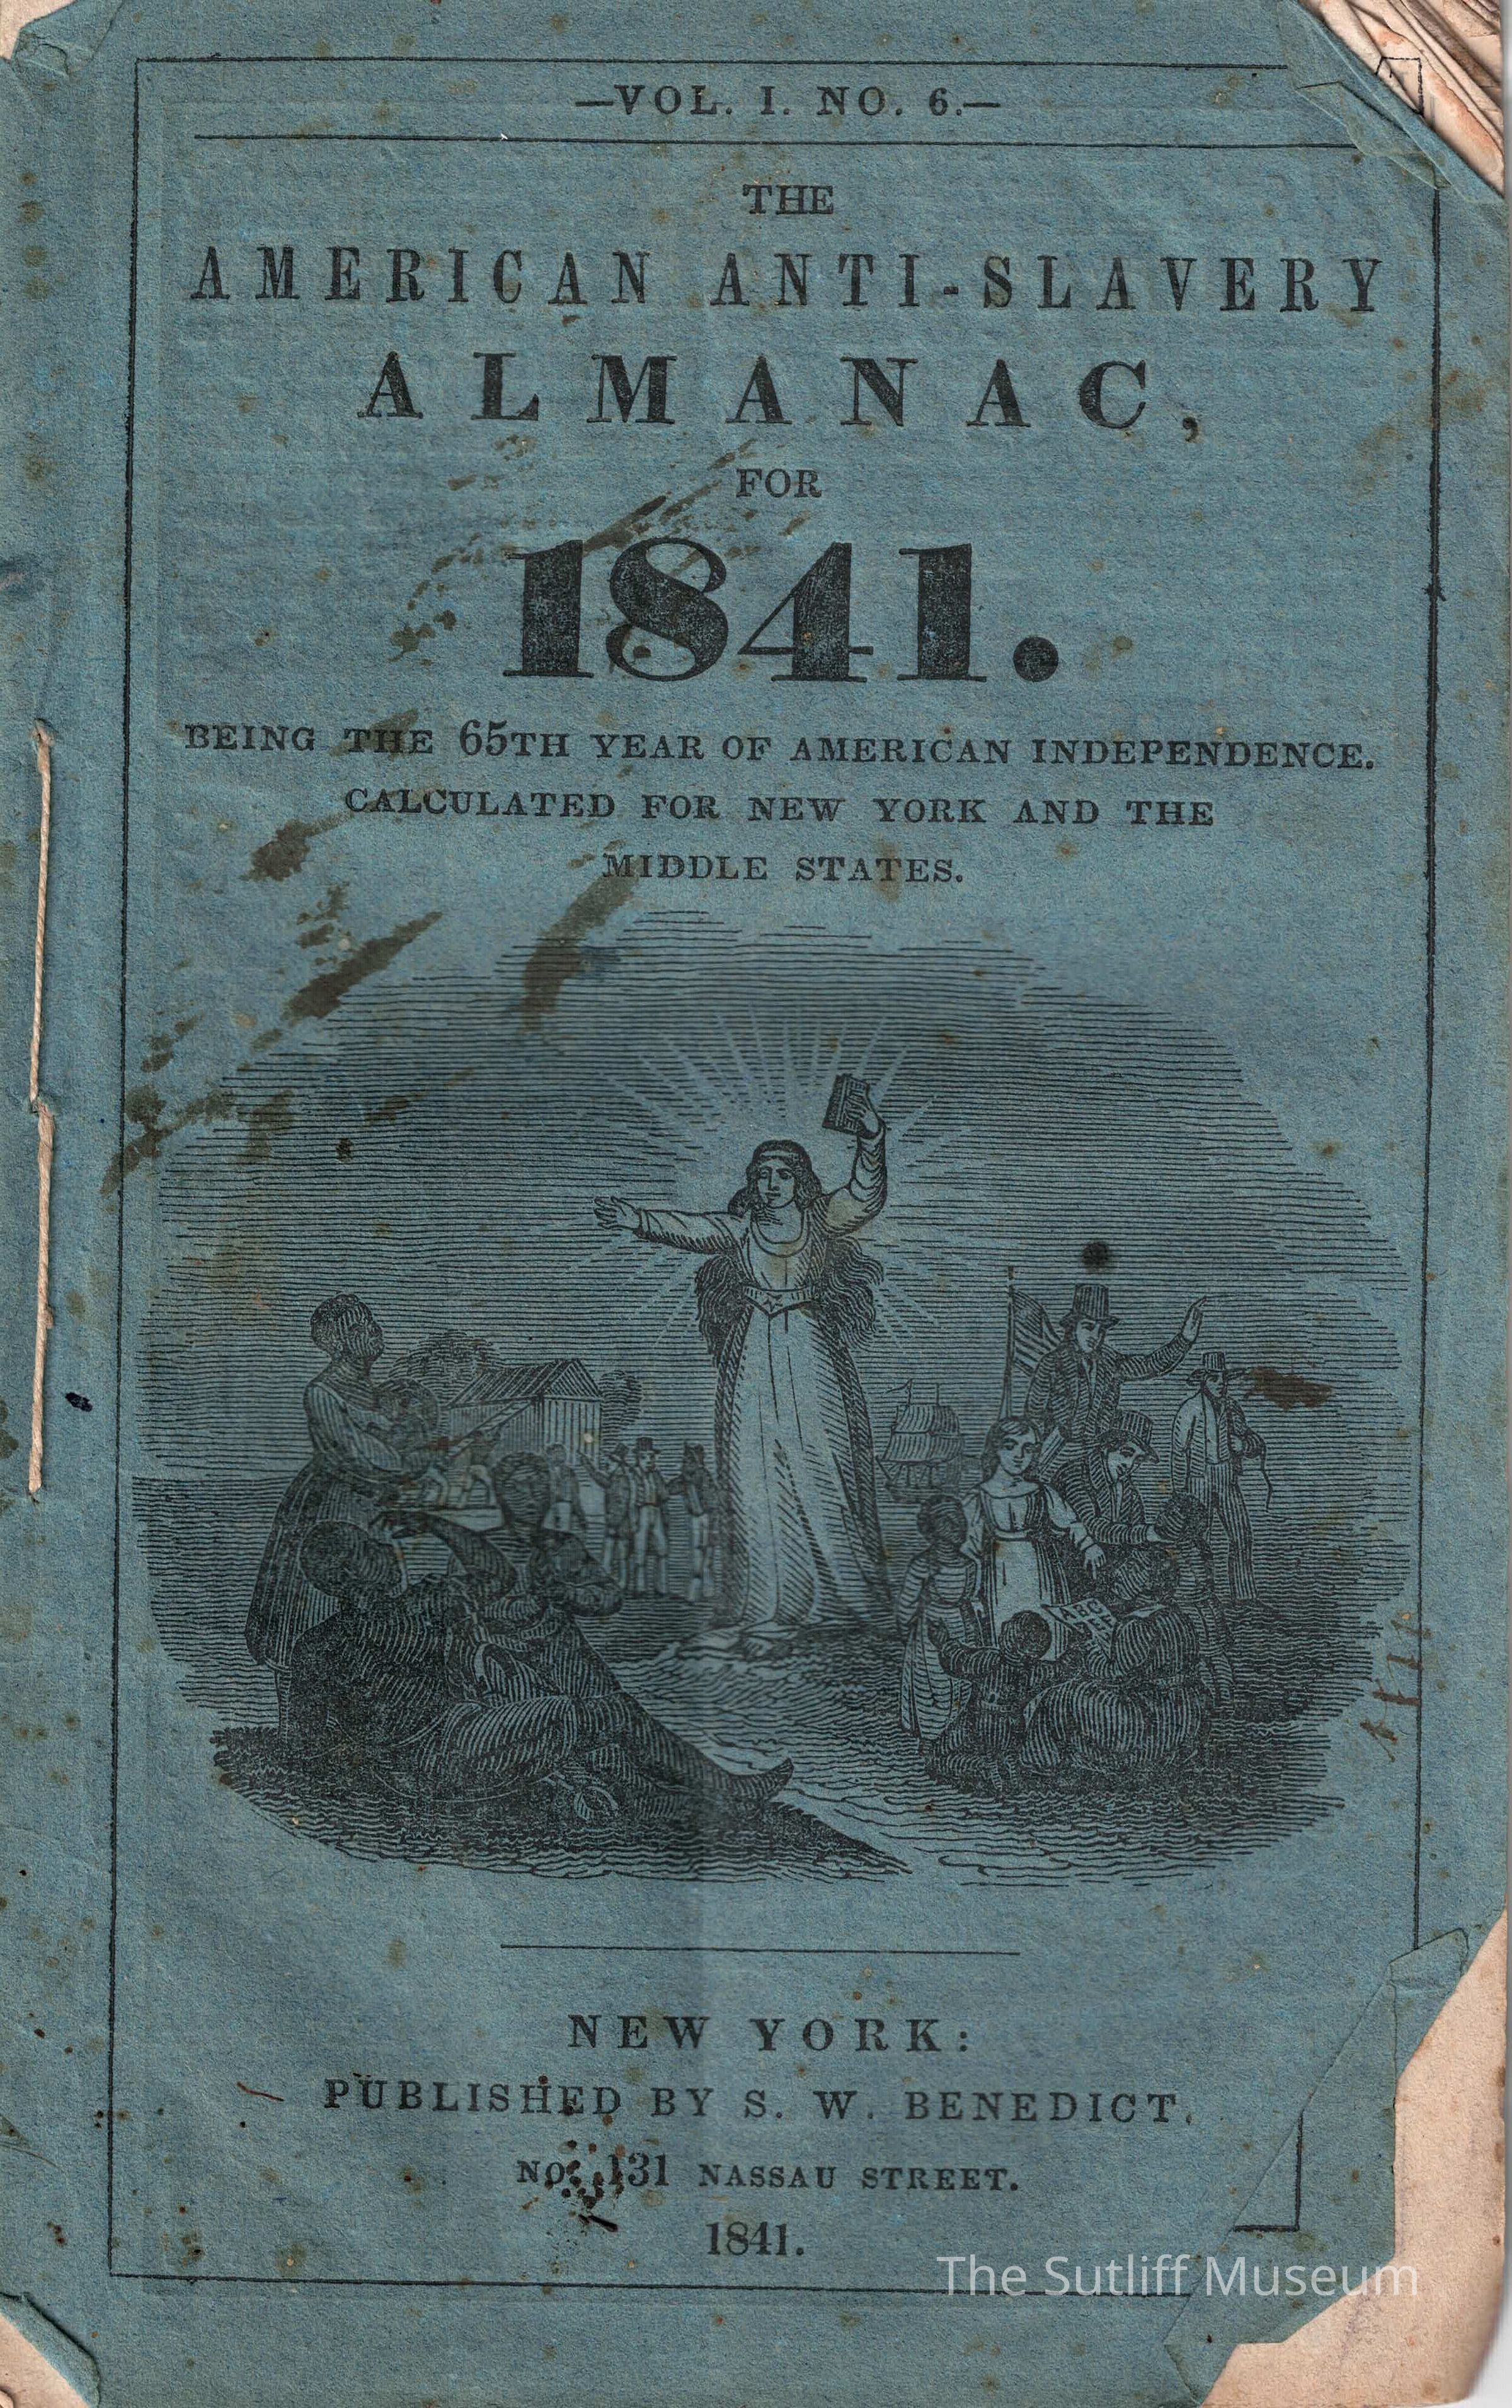 —VOL. I. NO. 6.—
THE
AMERICAN ANTI-SLAVERY
ALMANAC,
FOR
1841.
BEING THE 65TH YEAR OF AMERICAN INDEPENDENCE.
CALCULATED FOR NEW YORK AND THE
MIDDLE STATES.
NEW YORK:
PUBLISHED BY S. W. BENEDICT,
NO. 131 NASSAU STREET.
1841.
The Sutliff Museum